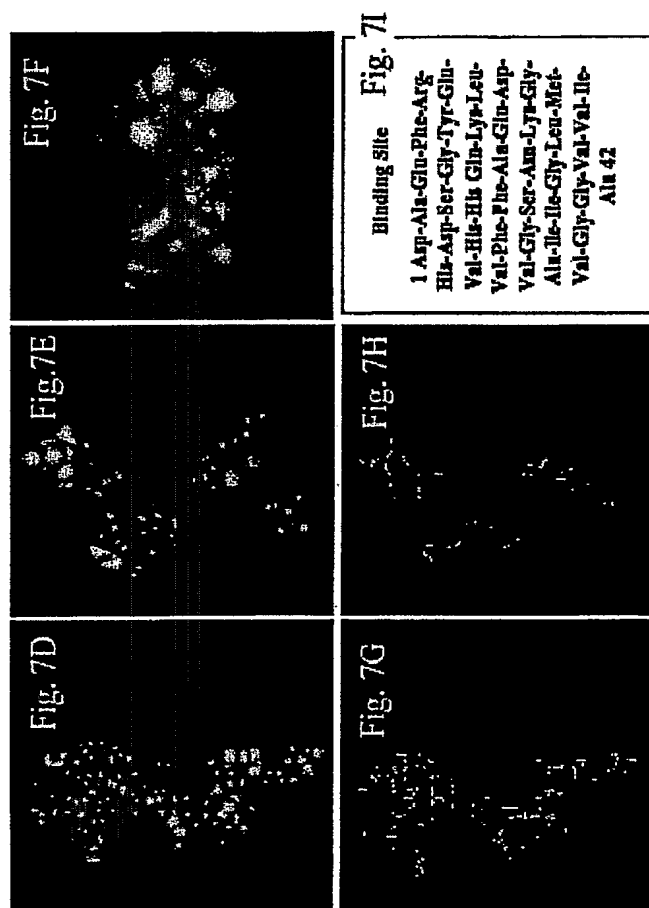 Fig. 7D
Fig. 7E
Fig. 7F
Fig. 7G
Fig. 7H
Fig. 7I
Binding Site
1 Asp-Ala-Glu-Phe-Arg-
His-Asp-Ser-Gly-Tyr-Glu-
Val-His-His Gln-Lys-Leu-
Val-Phe-Phe-Ala-Glu-Asp-
Val-Gly-Ser-Asn-Lys-Gly-
Ala-Ile-Ile-Gly-Leu-Met-
Val-Gly-Gly-Val-Val-Ile-
Ala 42